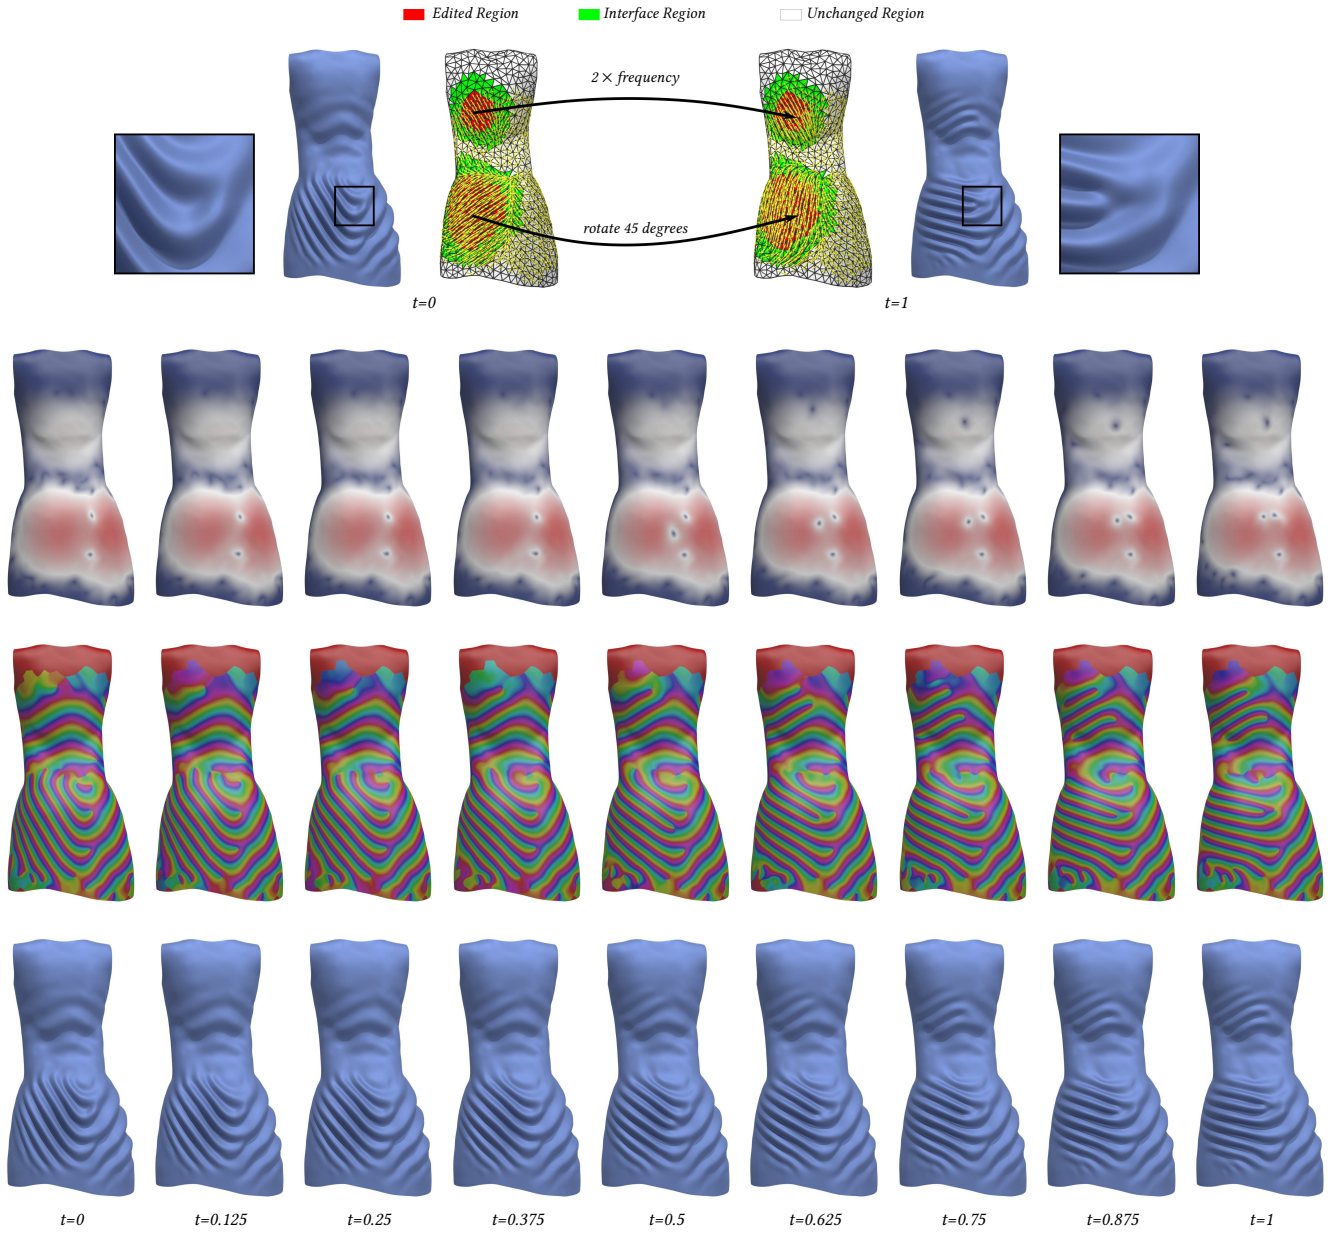 Edited Region Interface Region Unchanged Region
2 × frequency
rotate 45 degrees
t=0 t=1
t=0 t=0.125 t=0.25 t=0.375 t=0.5 t=0.625 t=0.75 t=0.875 t=1